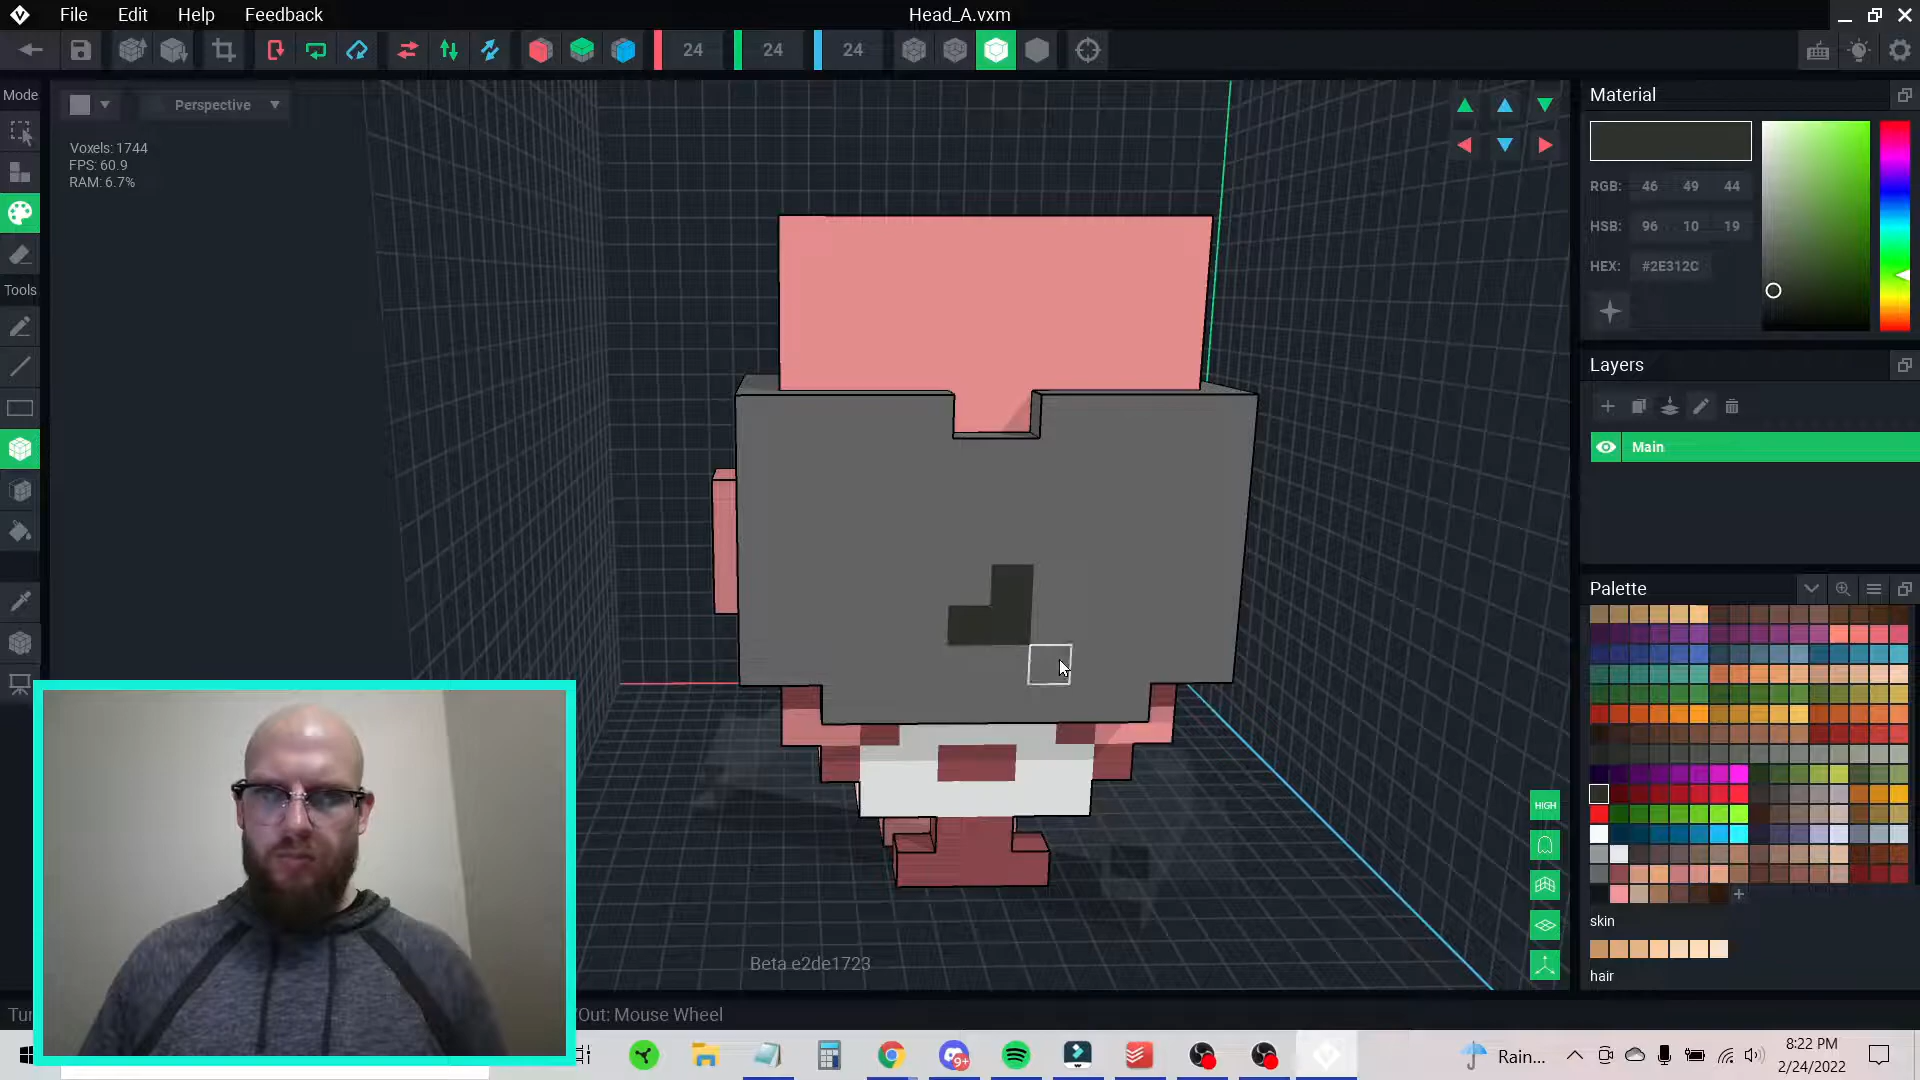 File Edit Help Feedback
Head_A.vxm
24 24 24
Mode
Perspective
Voxels: 1744
FPS: 60.9
RAM: 6.7%
Tools
Material
RGB: 46 49 44
HSB: 96 10 19
HEX: #2E312C
Layers
Main
Palette
HIGH
skin
hair
Beta e2de1723
/Out: Mouse Wheel
9+
Rain...
8:22 PM
2/24/2022